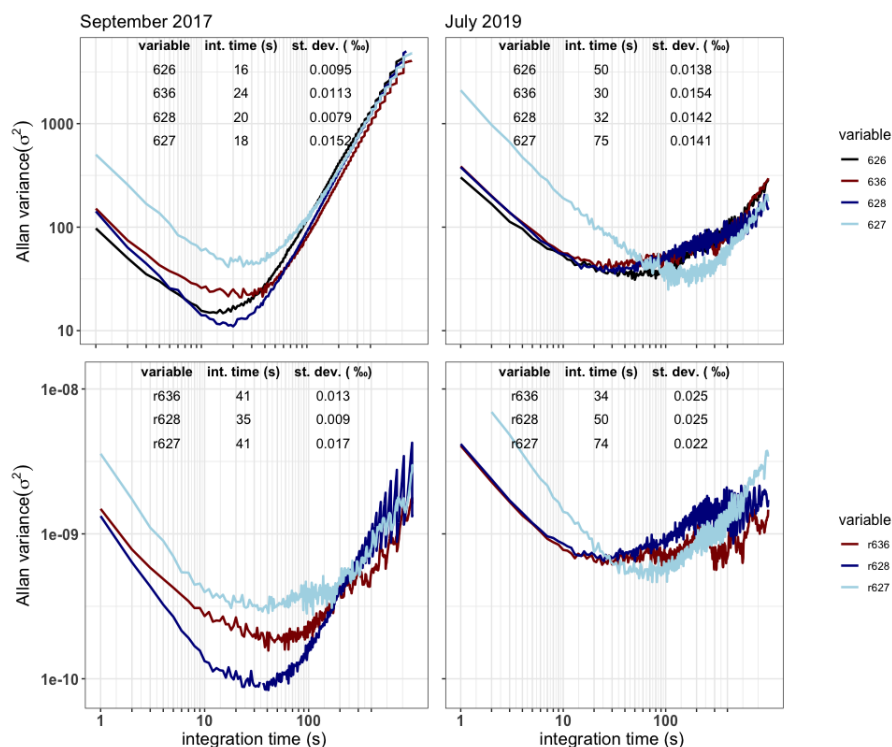 September 2017
variable int. time (s) st. dev. ( ‰)
626 16 0.0095
636 24 0.0113
628 20 0.0079
627 18 0.0152
1000
100
10
Allan variance(σ²)
July 2019
variable int. time (s) st. dev. ( ‰)
626 50 0.0138
636 30 0.0154
628 32 0.0142
627 75 0.0141
variable
626
636
628
627
variable int. time (s) st. dev. ( ‰)
r636 41 0.013
r628 35 0.009
r627 41 0.017
1e-08
1e-09
1e-10
Allan variance(σ²)
1 10 100
integration time (s)
variable int. time (s) st. dev. ( ‰)
r636 34 0.025
r628 50 0.025
r627 74 0.022
1 10 100
integration time (s)
variable
r636
r628
r627